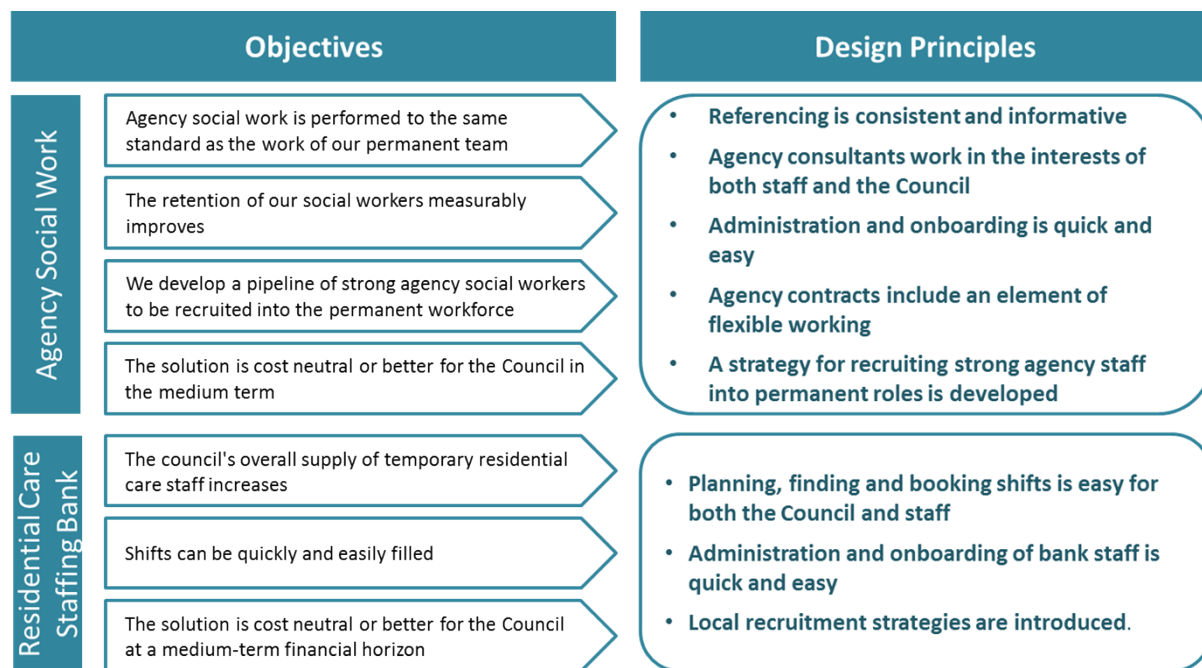 Objectives
Design Principles
Agency Social Work
Agency social work is performed to the same
standard as the work of our permanent team
The retention of our social workers measurably
improves
We develop a pipeline of strong agency social workers
to be recruited into the permanent workforce
The solution is cost neutral or better for the Council in
the medium term
• Referencing is consistent and informative
• Agency consultants work in the interests of
both staff and the Council
• Administration and onboarding is quick and
easy
• Agency contracts include an element of
flexible working
• A strategy for recruiting strong agency staff
into permanent roles is developed
Residential Care
Staffing Bank
The council's overall supply of temporary residential
care staff increases
Shifts can be quickly and easily filled
The solution is cost neutral or better for the Council
at a medium-term financial horizon
• Planning, finding and booking shifts is easy for
both the Council and staff
• Administration and onboarding of bank staff is
quick and easy
• Local recruitment strategies are introduced.